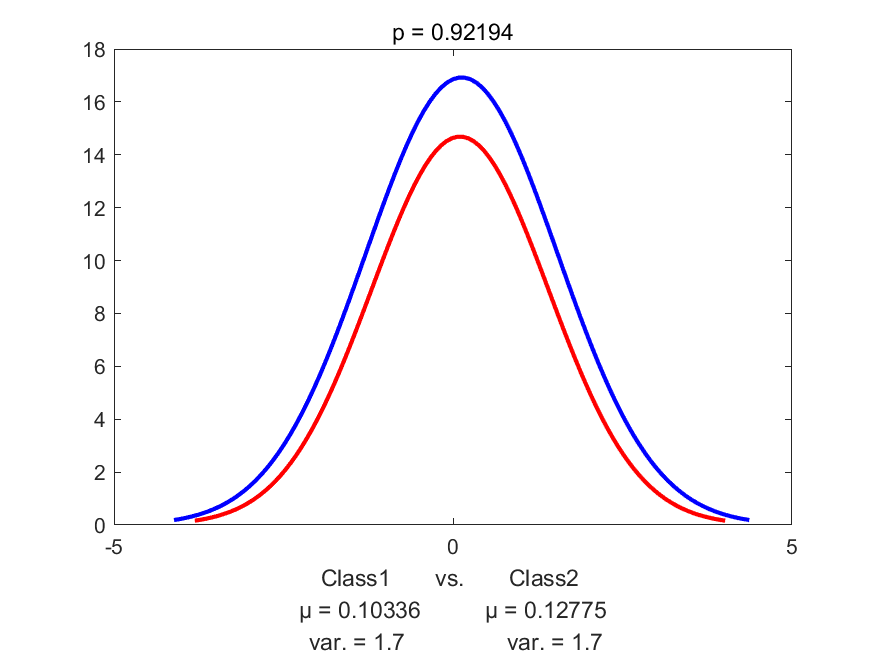 p = 0.92194
18
16
14
12
10
8
6
4
2
0
-5 0 5
Class1 vs. Class2
μ = 0.10336 μ = 0.12775
var. = 1.7 var. = 1.7